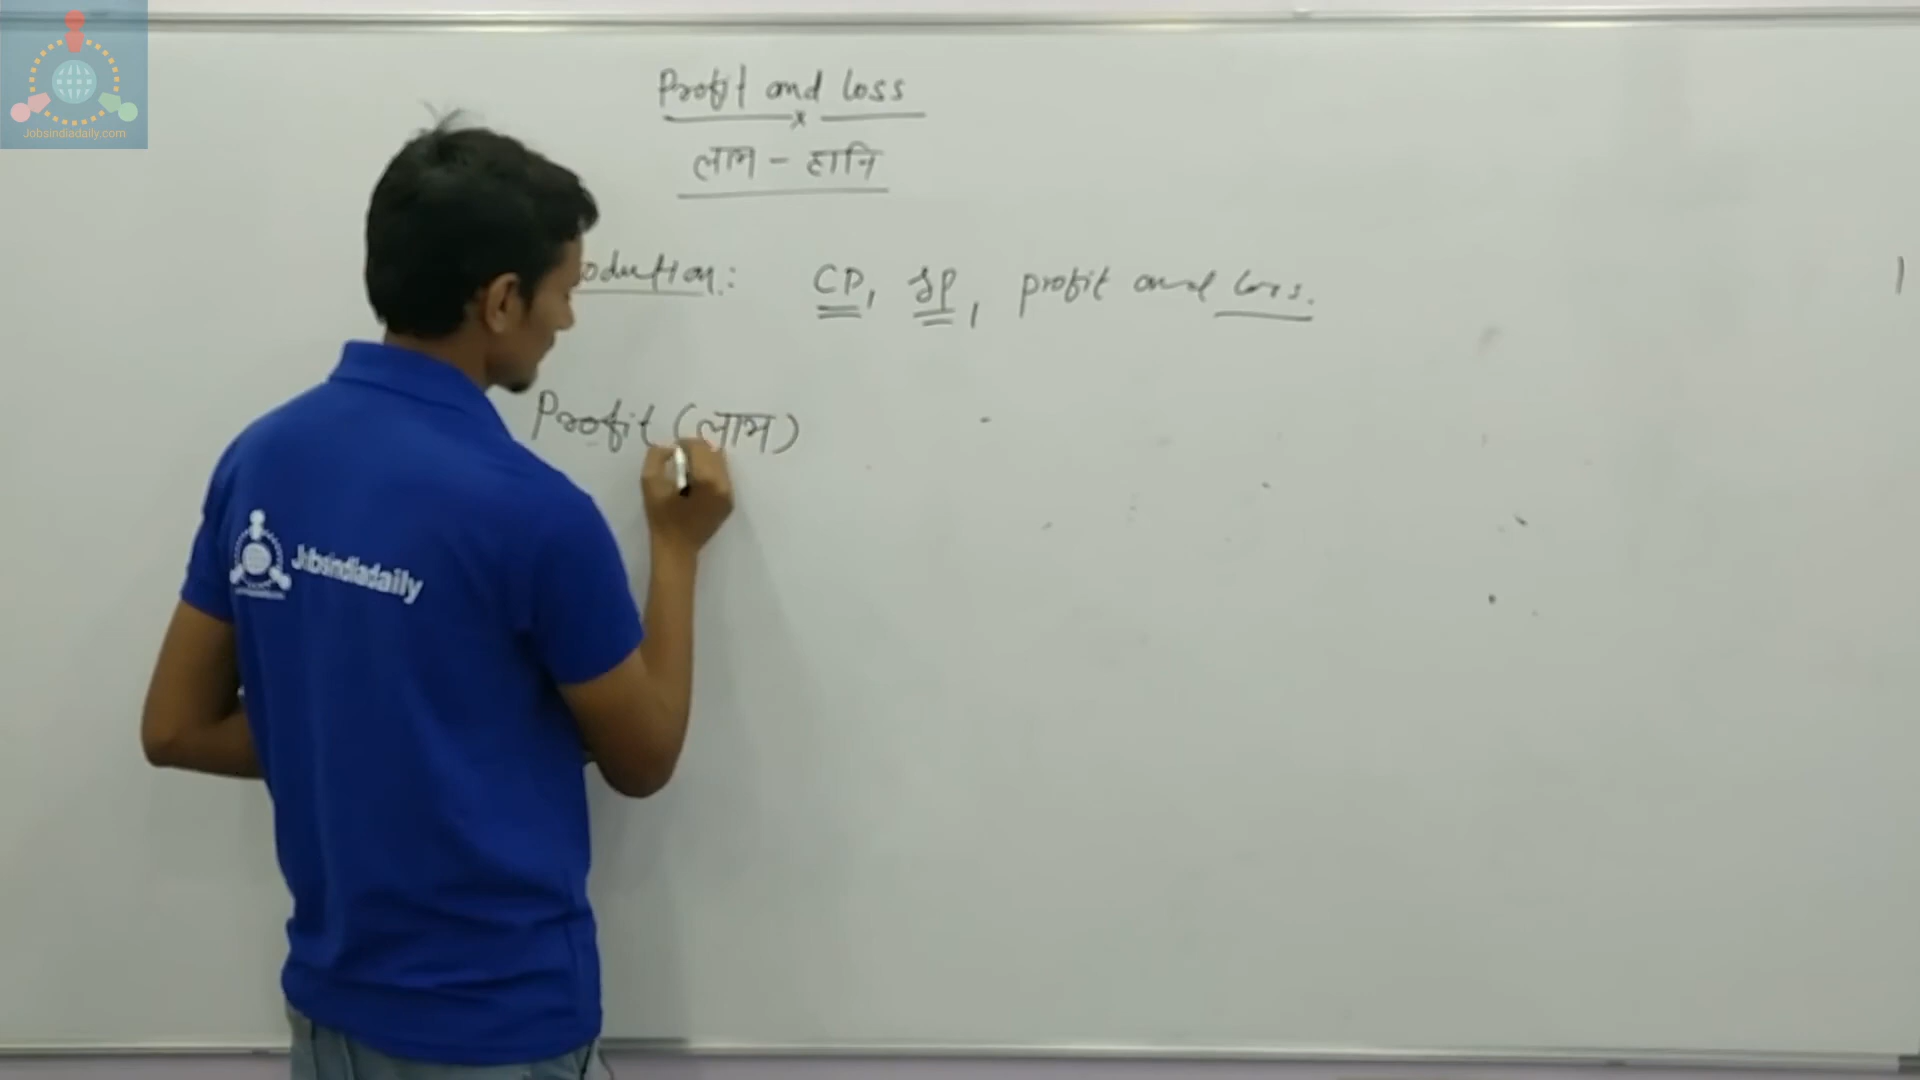 Jobsindiadaily.com
Profit and loss
लाभ - हानि
oduction: CP, SP, profit and loss.
Profit (लाभ)
Jobsindiadaily